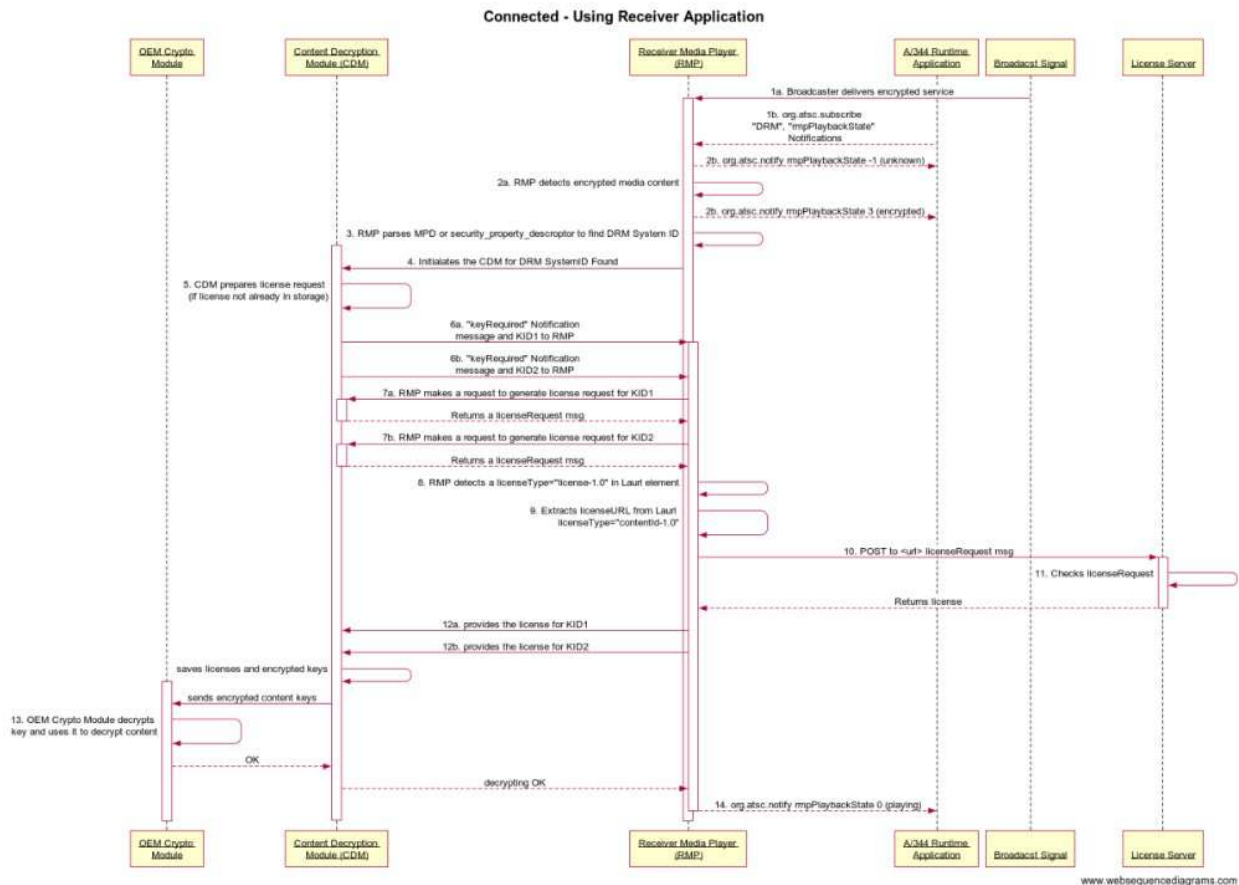 Connected - Using Receiver Application
OEM Crypto
Module
Content Decryption
Module (CDM)
Receiver Media Player
(RMP)
A/344 Runtime
Application
Broadacst Signal
License Server
1a. Broadcaster delivers encrypted service
1b. org.atsc.subscribe
"DRM", "rmpPlaybackState"
Notifications
2b. org.atsc.notify rmpPlaybackState -1 (unknown)
2a. RMP detects encrypted media content
2b. org.atsc.notify rmpPlaybackState 3 (encrypted)
3. RMP parses MPD or security_property_descroptor to find DRM System ID
4. Initialates the CDM for DRM SystemID Found
5. CDM prepares license request
(if license not already in storage)
6a. "keyRequired" Notification
message and KID1 to RMP
6b. "keyRequired" Notification
message and KID2 to RMP
7a. RMP makes a request to generate license request for KID1
Returns a licenseRequest msg
7b. RMP makes a request to generate license request for KID2
Returns a licenseRequest msg
8. RMP detects a licenseType="license-1.0" in Laurl element
9. Extracts licenseURL from Laurl
licenseType="contentId-1.0"
10. POST to <url> licenseRequest msg
11. Checks licenseRequest
Returns license
12a. provides the license for KID1
12b. provides the license for KID2
saves licenses and encrypted keys
sends encrypted content keys
13. OEM Crypto Module decrypts
key and uses it to decrypt content
OK
decrypting OK
14. org.atsc.notify rmpPlaybackState 0 (playing)
OEM Crypto
Module
Content Decryption
Module (CDM)
Receiver Media Player
(RMP)
A/344 Runtime
Application
Broadacst Signal
License Server
www.websequencediagrams.com